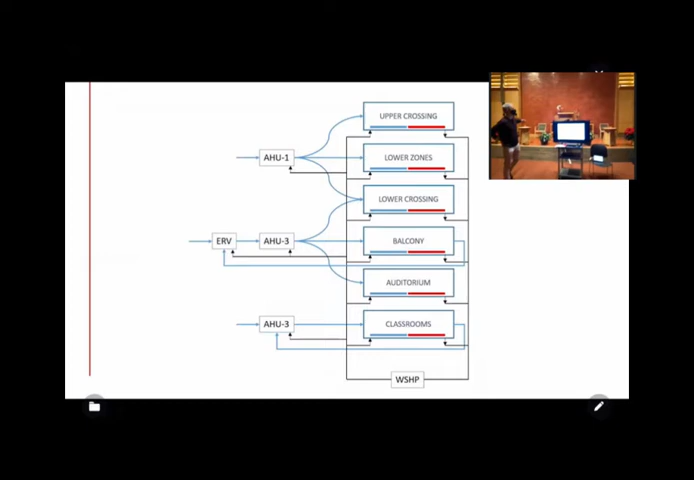 UPPER CROSSING
AHU-1
LOWER ZONES
LOWER CROSSING
ERV
AHU-3
BALCONY
AUDITORIUM
AHU-3
CLASSROOMS
WSHP